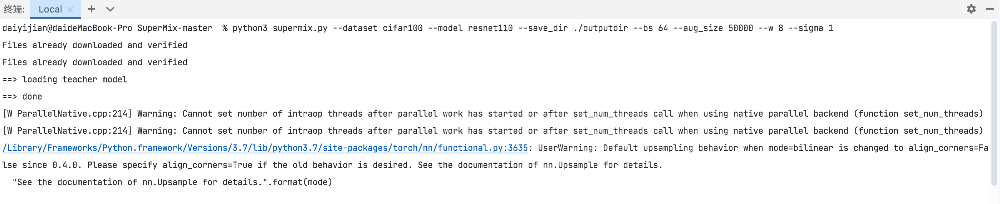 终端: Local
daiyijian@daideMacBook-Pro SuperMix-master  % python3 supermix.py --dataset cifar100 --model resnet110 --save_dir ./outputdir --bs 64 --aug_size 50000 --w 8 --sigma 1
Files already downloaded and verified
Files already downloaded and verified
==> loading teacher model
==> done
[W ParallelNative.cpp:214] Warning: Cannot set number of intraop threads after parallel work has started or after set_num_threads call when using native parallel backend (function set_num_threads)
[W ParallelNative.cpp:214] Warning: Cannot set number of intraop threads after parallel work has started or after set_num_threads call when using native parallel backend (function set_num_threads)
/Library/Frameworks/Python.framework/Versions/3.7/lib/python3.7/site-packages/torch/nn/functional.py:3635: UserWarning: Default upsampling behavior when mode=bilinear is changed to align_corners=Fa
lse since 0.4.0. Please specify align_corners=True if the old behavior is desired. See the documentation of nn.Upsample for details.
  "See the documentation of nn.Upsample for details.".format(mode)